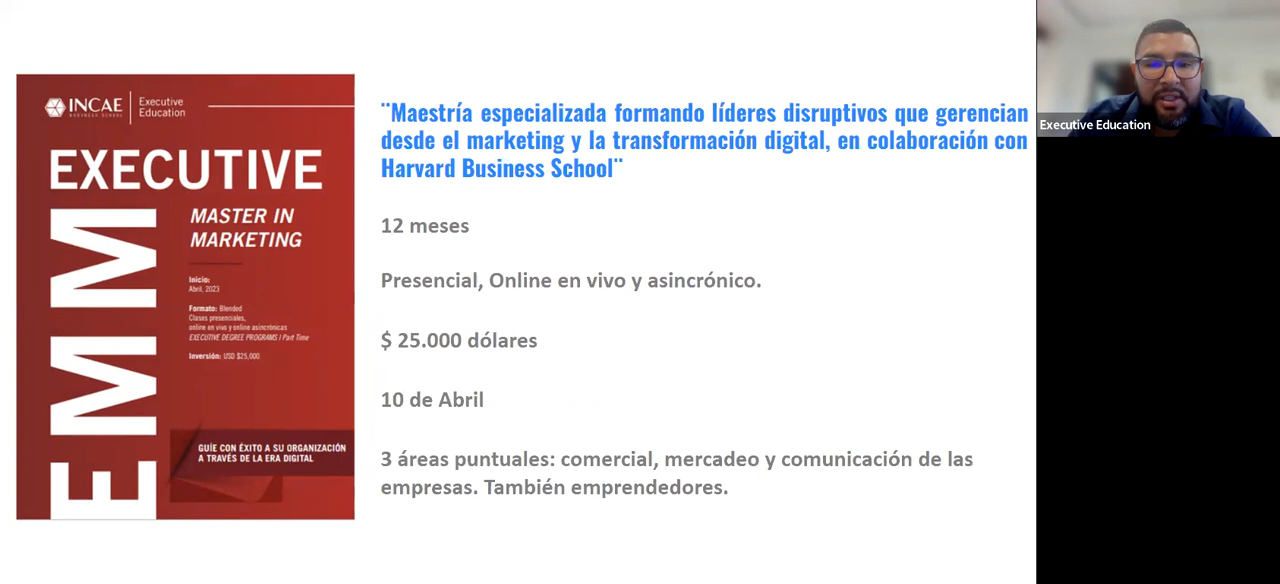 INCAE
BUSINESS SCHOOL
Executive
Education
EXECUTIVE
EMM
MASTER IN
MARKETING
Inicio:
Abril, 2023
Formato: Blended
Clases presenciales,
online en vivo y online asincrónicas
EXECUTIVE DEGREE PROGRAMS I Part Time
Inversión: USD $25,000
GUÍE CON ÉXITO A SU ORGANIZACIÓN
A TRAVÉS DE LA ERA DIGITAL
¨Maestría especializada formando líderes disruptivos que gerencian
desde el marketing y la transformación digital, en colaboración con
Harvard Business School¨
12 meses
Presencial, Online en vivo y asincrónico.
$ 25.000 dólares
10 de Abril
3 áreas puntuales: comercial, mercadeo y comunicación de las
empresas. También emprendedores.
Executive Education